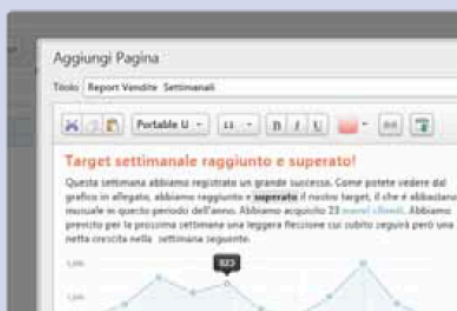 Aggiungi Pagina
Titolo Report Vendite Settimanali
Portable U 11 B I U
Target settimanale raggiunto e superato!
Questa settimana abbiamo registrato un grande successo. Come potete vedere dal
grafico in allegato, abbiamo raggiunto e superato il nostro target, il che è abbastanza
inusuale in questo periodo dell'anno. Abbiamo acquisito 23 nuovi clienti. Abbiamo
previsto per la prossima settimana una leggera flessione cui subito seguirà però una
netta crescita nella settimana seguente.
823